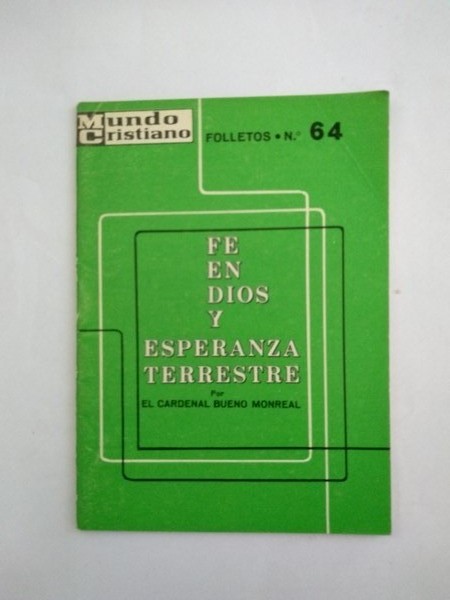 Mundo
Cristiano
FOLLETOS • N.º 64
FE
EN
DIOS
Y
ESPERANZA
TERRESTRE
Por
EL CARDENAL BUENO MONREAL